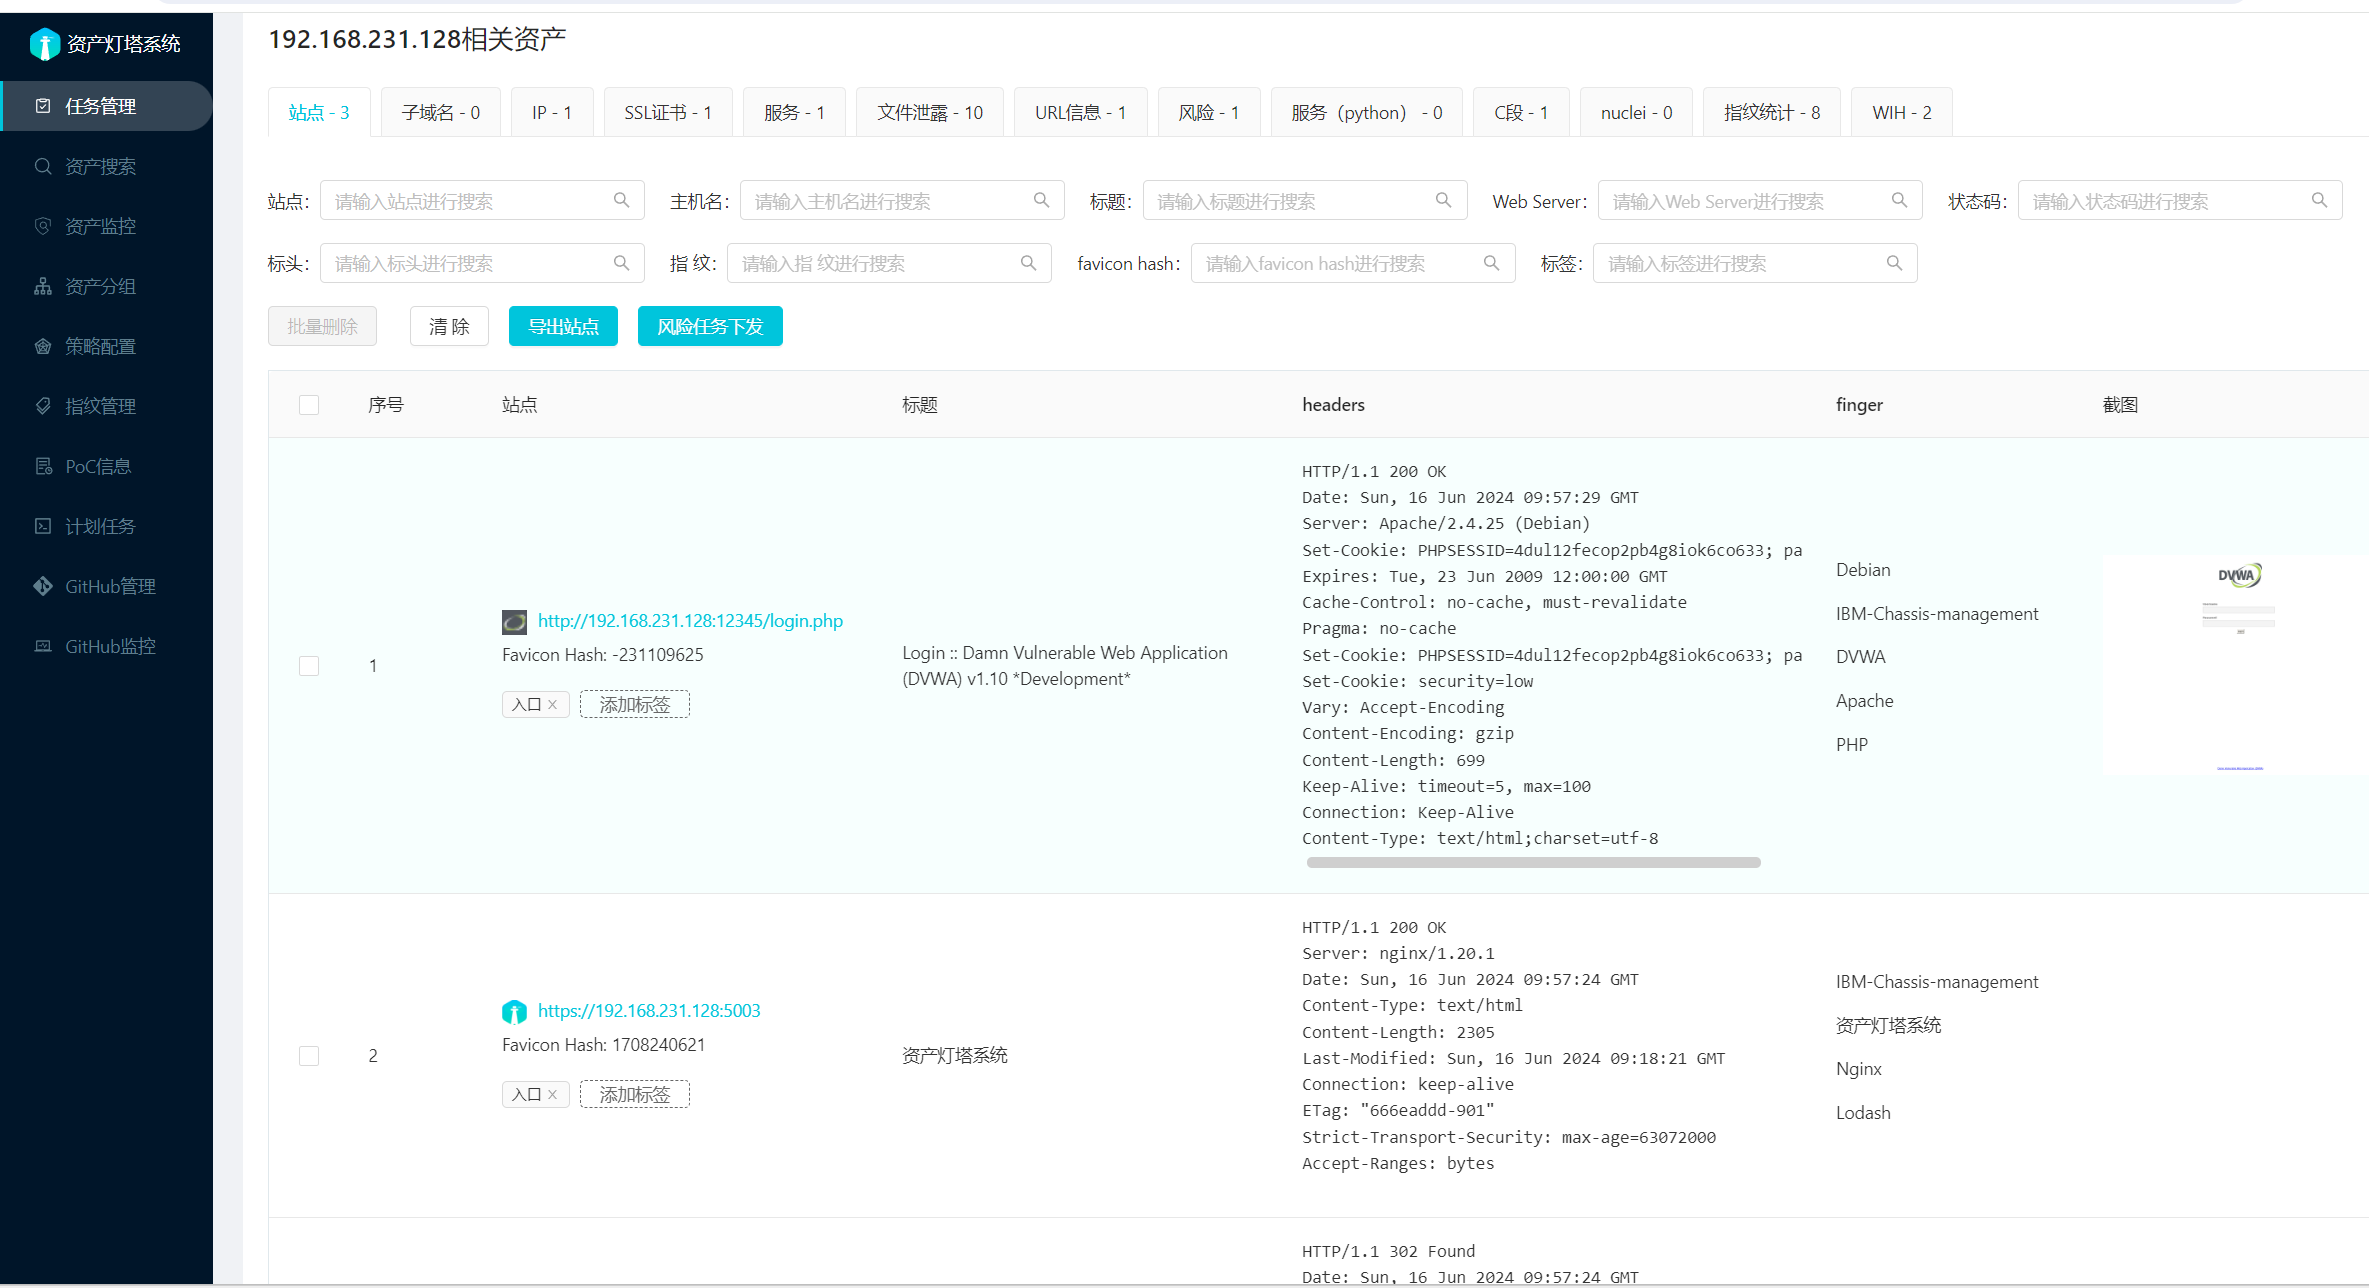 资产灯塔系统
任务管理
资产搜索
资产监控
资产分组
策略配置
指纹管理
PoC信息
计划任务
GitHub管理
GitHub监控
192.168.231.128相关资产
站点 - 3 子域名 - 0 IP - 1 SSL证书 - 1 服务 - 1 文件泄露 - 10 URL信息 - 1 风险 - 1 服务（python） - 0 C段 - 1 nuclei - 0 指纹统计 - 8 WIH - 2
站点： 请输入站点进行搜索 主机名： 请输入主机名进行搜索 标题： 请输入标题进行搜索 Web Server： 请输入Web Server进行搜索 状态码： 请输入状态码进行搜索
标头： 请输入标头进行搜索 指 纹： 请输入指 纹进行搜索 favicon hash： 请输入favicon hash进行搜索 标签： 请输入标签进行搜索
批量删除 清 除 导出站点 风险任务下发
序号 站点 标题 headers finger 截图
1
http://192.168.231.128:12345/login.php
Favicon Hash: -231109625
入口 × 添加标签
Login :: Damn Vulnerable Web Application
(DVWA) v1.10 *Development*
HTTP/1.1 200 OK
Date: Sun, 16 Jun 2024 09:57:29 GMT
Server: Apache/2.4.25 (Debian)
Set-Cookie: PHPSESSID=4dul12fecop2pb4g8iok6co633; pa
Expires: Tue, 23 Jun 2009 12:00:00 GMT
Cache-Control: no-cache, must-revalidate
Pragma: no-cache
Set-Cookie: PHPSESSID=4dul12fecop2pb4g8iok6co633; pa
Set-Cookie: security=low
Vary: Accept-Encoding
Content-Encoding: gzip
Content-Length: 699
Keep-Alive: timeout=5, max=100
Connection: Keep-Alive
Content-Type: text/html;charset=utf-8
Debian
IBM-Chassis-management
DVWA
Apache
PHP
DVWA
2
https://192.168.231.128:5003
Favicon Hash: 1708240621
入口 × 添加标签
资产灯塔系统
HTTP/1.1 200 OK
Server: nginx/1.20.1
Date: Sun, 16 Jun 2024 09:57:24 GMT
Content-Type: text/html
Content-Length: 2305
Last-Modified: Sun, 16 Jun 2024 09:18:21 GMT
Connection: keep-alive
ETag: "666eaddd-901"
Strict-Transport-Security: max-age=63072000
Accept-Ranges: bytes
IBM-Chassis-management
资产灯塔系统
Nginx
Lodash
HTTP/1.1 302 Found
Date: Sun, 16 Jun 2024 09:57:24 GMT